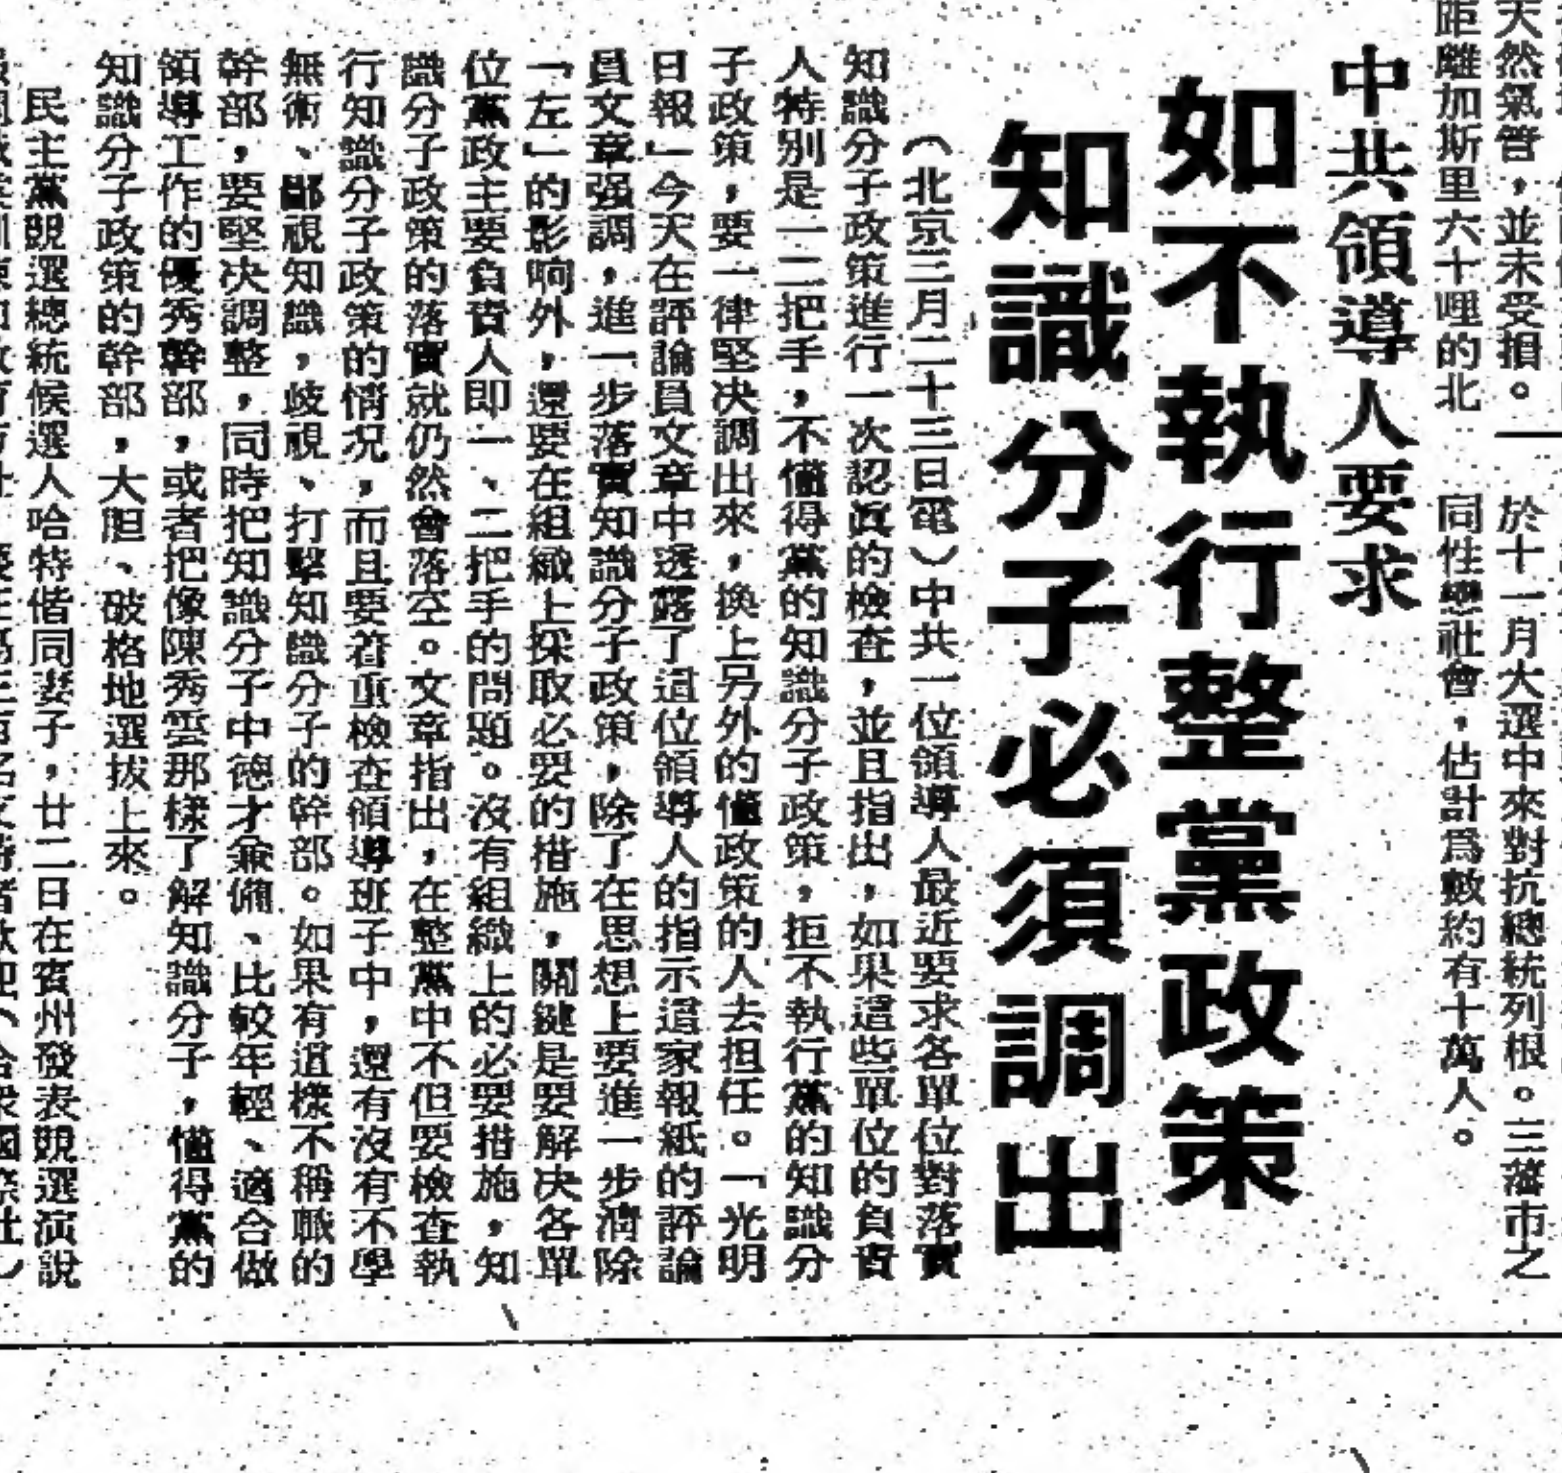 天然氣管，並未受損。
距離加斯里六十哩的北
於十一月大選中來對抗總統列根。三藩市之
同性戀社會，估計爲數約有十萬人。
中共領導人要求
如不執行整黨政策
知識分子必須調出
（北京三月二十三日電）中共一位領導人最近要求各單位對落實
知識分子政策進行一次認眞的檢查，並且指出，如果這些單位的負責
人特別是一二把手，不懂得黨的知識分子政策，拒不執行黨的知識分
子政策，要一律堅决調出來，換上另外的懂政策的人去担任。「光明
日報」今天在評論員文章中透露了這位領導人的指示這家報紙的評論
員文章强調，進一步落實知識分子政策，除了在思想上要進一步清除
「左」的影响外，還要在組織上採取必要的措施，關鍵是要解决各單
位黨政主要負責人即一、二把手的問題。沒有組織上的必要措施，知
識分子政策的落實就仍然會落空。文章指出，在整黨中不但要檢查執
行知識分子政策的情况，而且要着重檢查領導班子中，還有沒有不學
無術、鄙視知識，歧視、打擊知識分子的幹部。如果有這樣不稱職的
幹部，要堅决調整，同時把知識分子中德才兼備、比較年輕、適合做
領導工作的優秀幹部，或者把像陳秀雲那樣了解知識分子，懂得黨的
知識分子政策的幹部，大胆、破格地選拔上來。
民主黨競選總統候選人哈特偕同妻子，廿二日在賓州發表競選演說